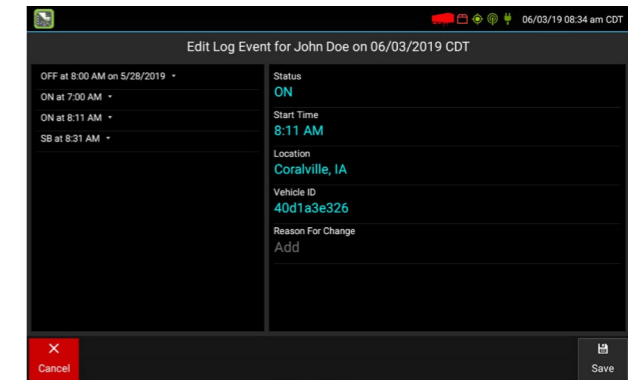 06/03/19 08:34 am CDT
Edit Log Event for John Doe on 06/03/2019 CDT
OFF at 8:00 AM on 5/28/2019
ON at 7:00 AM
ON at 8:11 AM
SB at 8:31 AM
Status
ON
Start Time
8:11 AM
Location
Coralville, IA
Vehicle ID
40d1a3e326
Reason For Change
Add
Cancel
Save